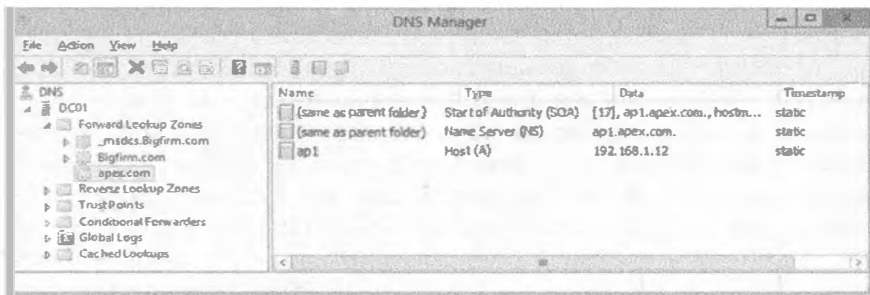 DNS Manager
File Action View Help
DNS
DC01
Forward Lookup Zones
_msdcs.Bigfirm.com
Bigfirm.com
apex.com
Reverse Lookup Zones
Trust Points
Conditional Forwarders
Global Logs
Cached Lookups
Name Type Data Timestamp
(same as parent folder) Start of Authority (SOA) [17], ap1.apex.com., hostm... static
(same as parent folder) Name Server (NS) ap1.apex.com. static
ap1 Host (A) 192.168.1.12 static